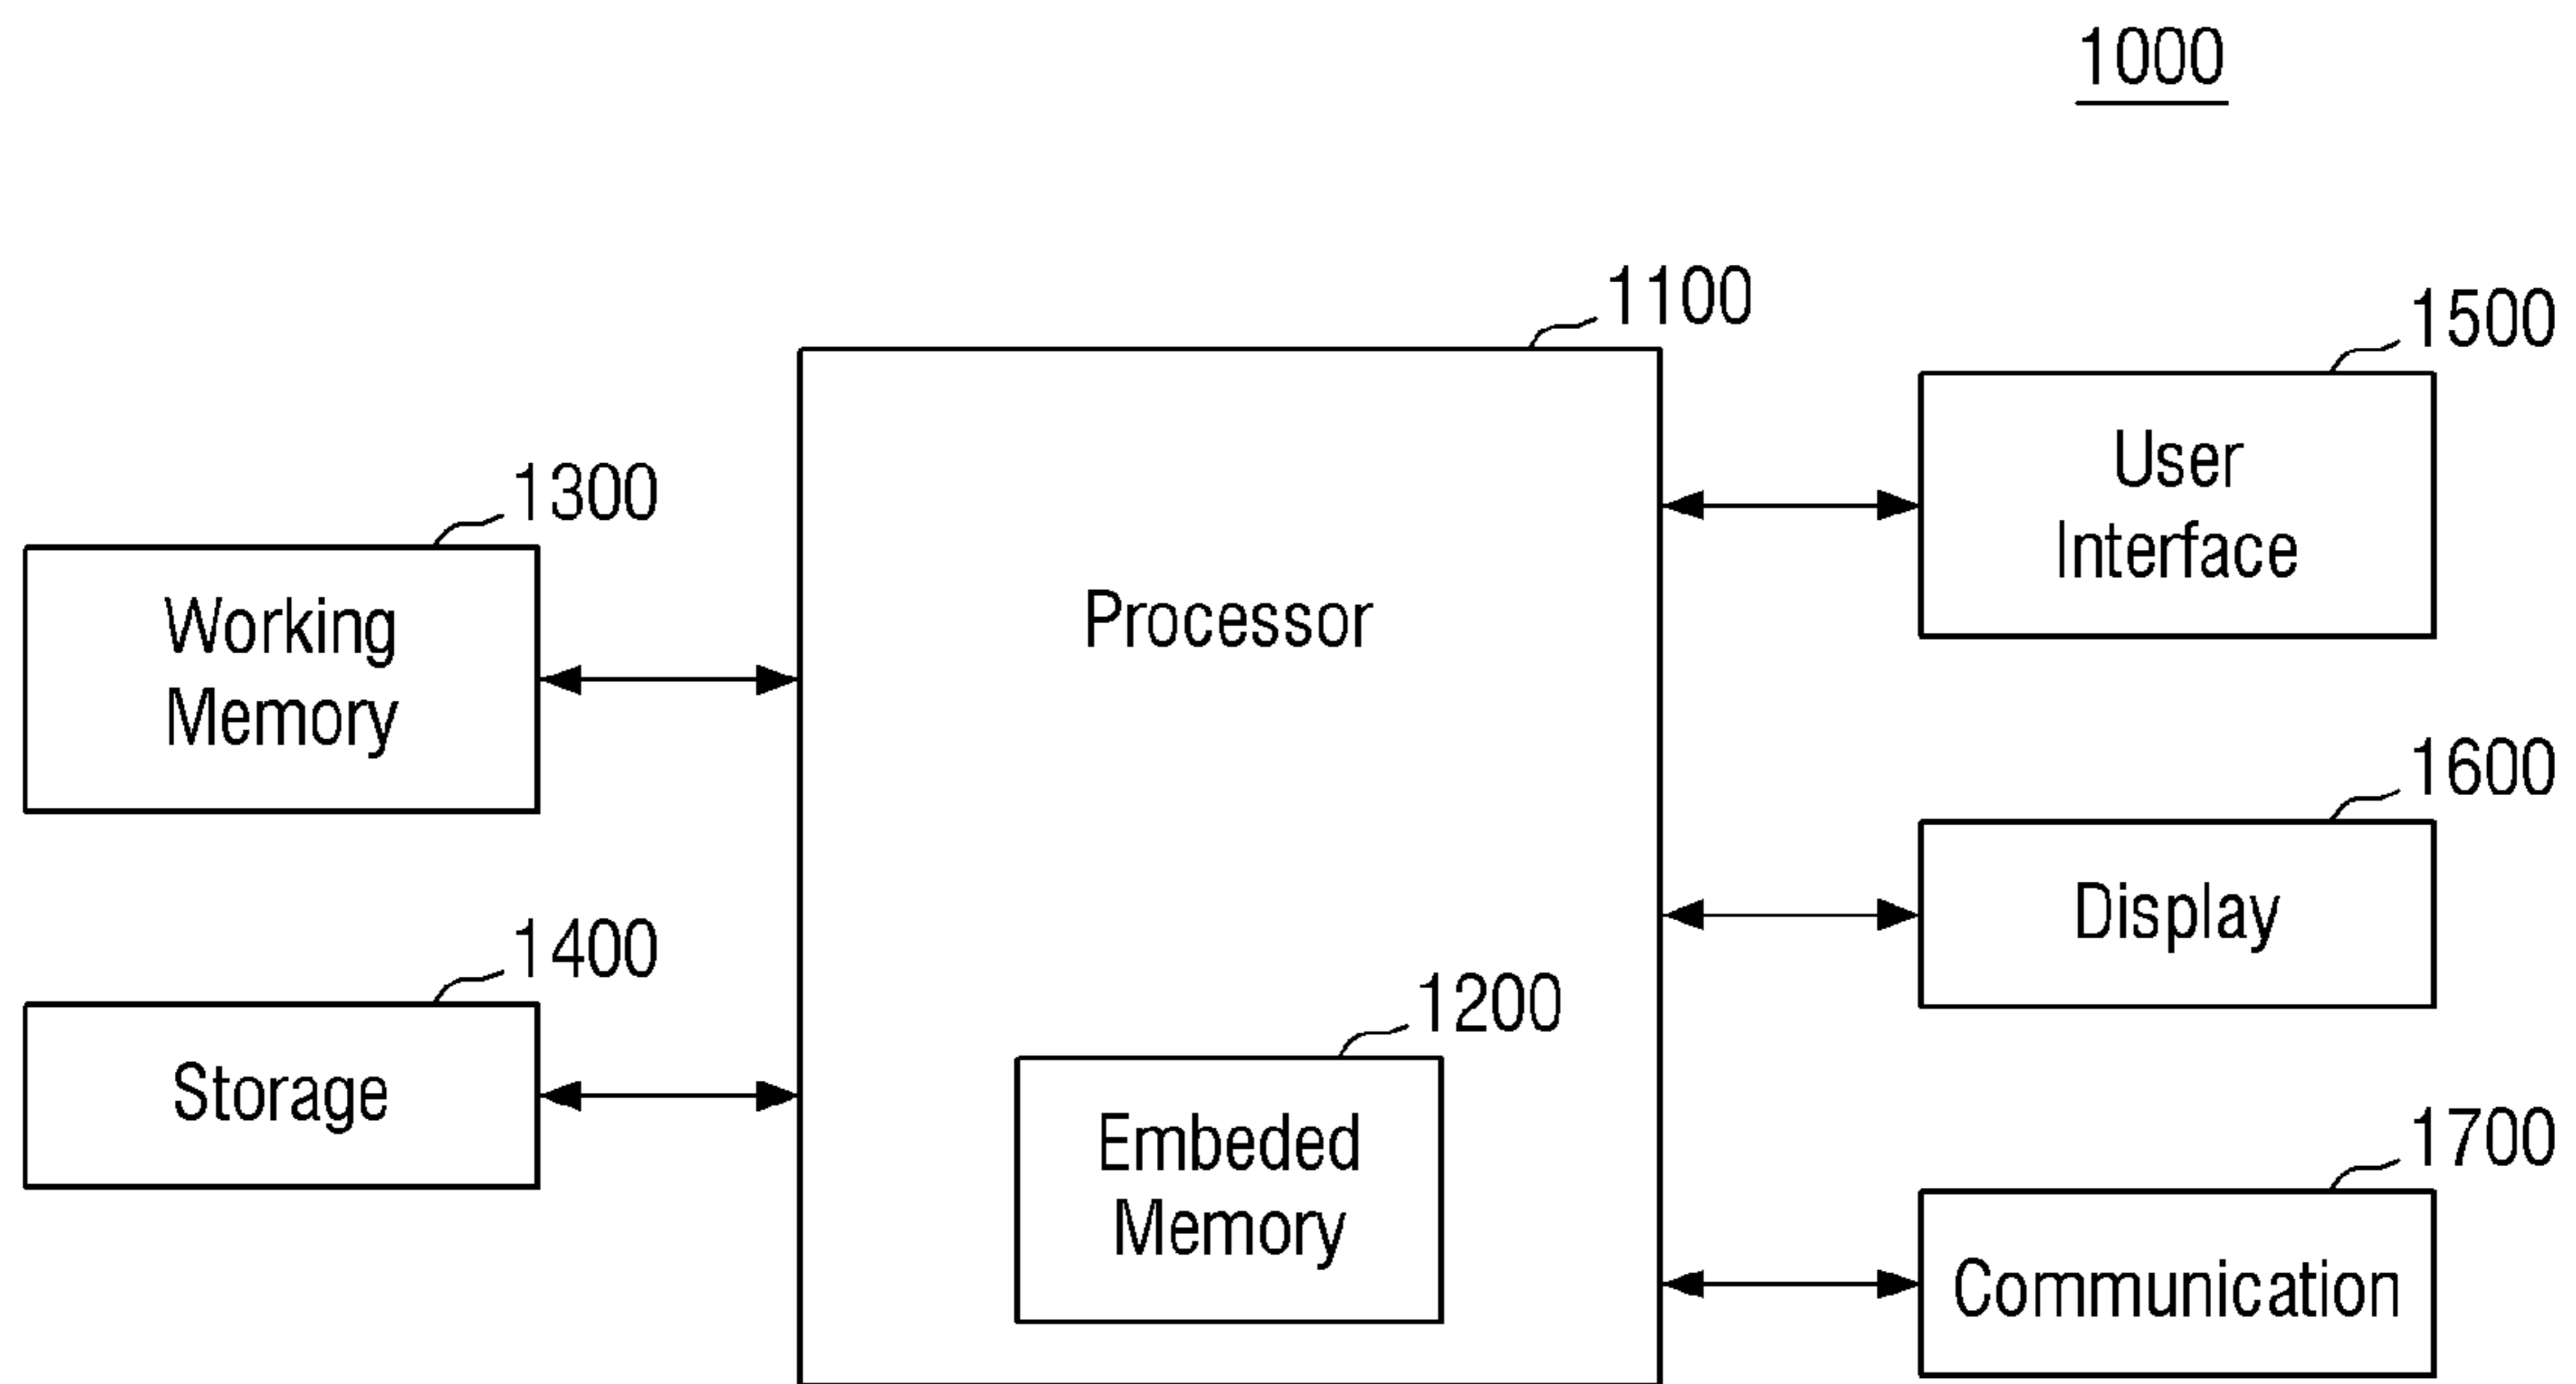 1000
1100
1500
User
Interface
1300
Working
Memory
Processor
1600
Display
1400
Storage
1200
Embeded
Memory
1700
Communication